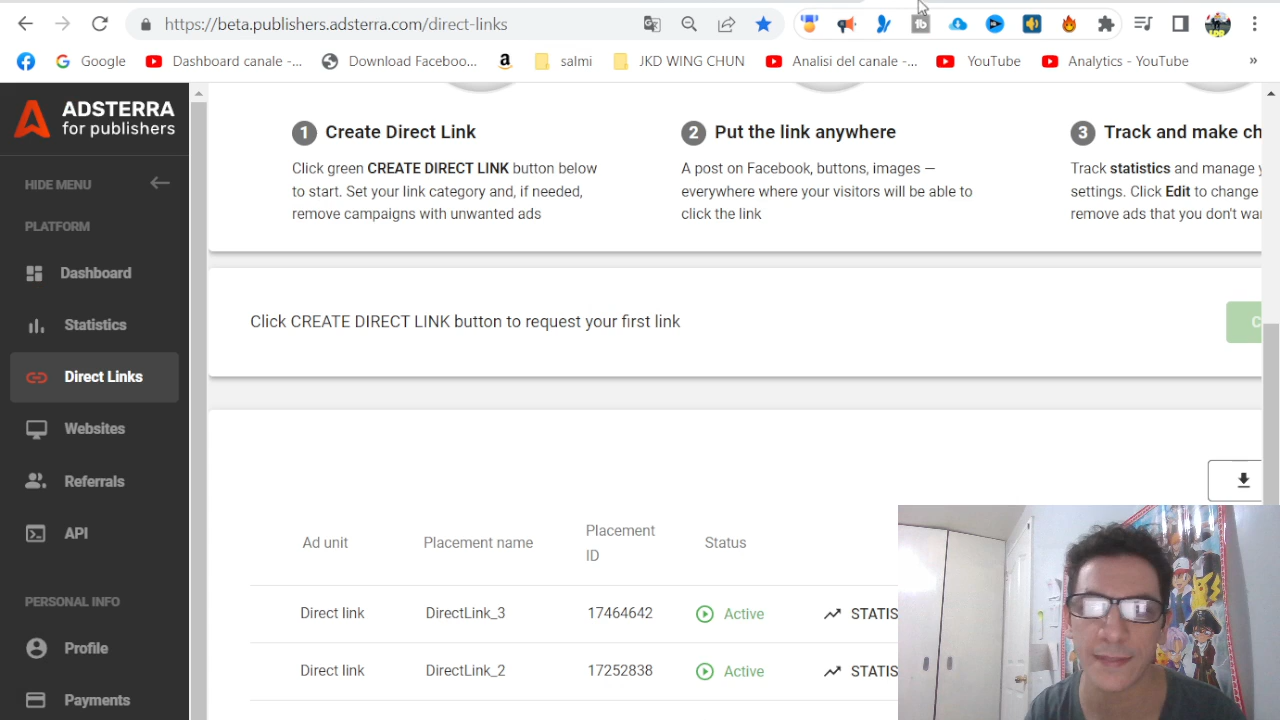 https://beta.publishers.adsterra.com/direct-links
Google
Dashboard canale -...
Download Faceboo...
salmi
JKD WING CHUN
Analisi del canale -...
YouTube
Analytics - YouTube
»
ADSTERRA
for publishers
HIDE MENU
PLATFORM
Dashboard
Statistics
Direct Links
Websites
Referrals
API
PERSONAL INFO
Profile
Payments
1 Create Direct Link
Click green CREATE DIRECT LINK button below
to start. Set your link category and, if needed,
remove campaigns with unwanted ads
2 Put the link anywhere
A post on Facebook, buttons, images —
everywhere where your visitors will be able to
click the link
3 Track and make ch
Track statistics and manage y
settings. Click Edit to change
remove ads that you don't wa
Click CREATE DIRECT LINK button to request your first link
C
Ad unit
Placement name
Placement
ID
Status
Direct link
DirectLink_3
17464642
Active
STATIS
Direct link
DirectLink_2
17252838
Active
STATIS